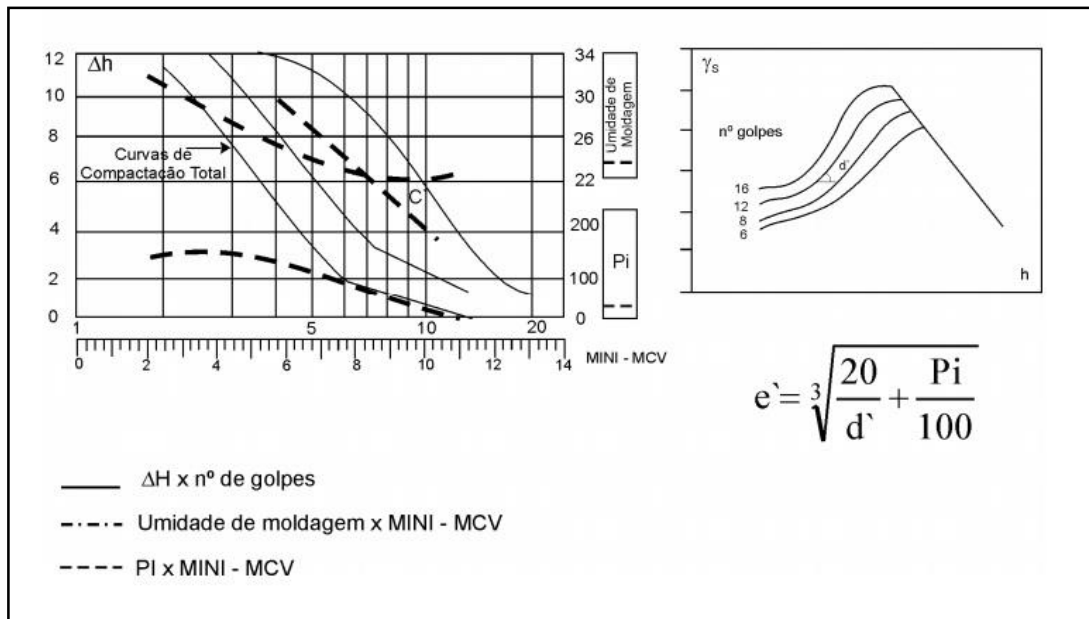 12
10
8
6
4
2
0
Δh
Curvas de
Compactação Total
C'
34
30
26
22
Umidade de
Moldagem
200
100
0
Pi
1
5
10
20
0 2 4 6 8 10 12 14
MINI - MCV
γs
nº golpes
d'
16
12
8
6
h
e`= ∛(20/d` + Pi/100)
ΔH x nº de golpes
Umidade de moldagem x MINI - MCV
PI x MINI - MCV